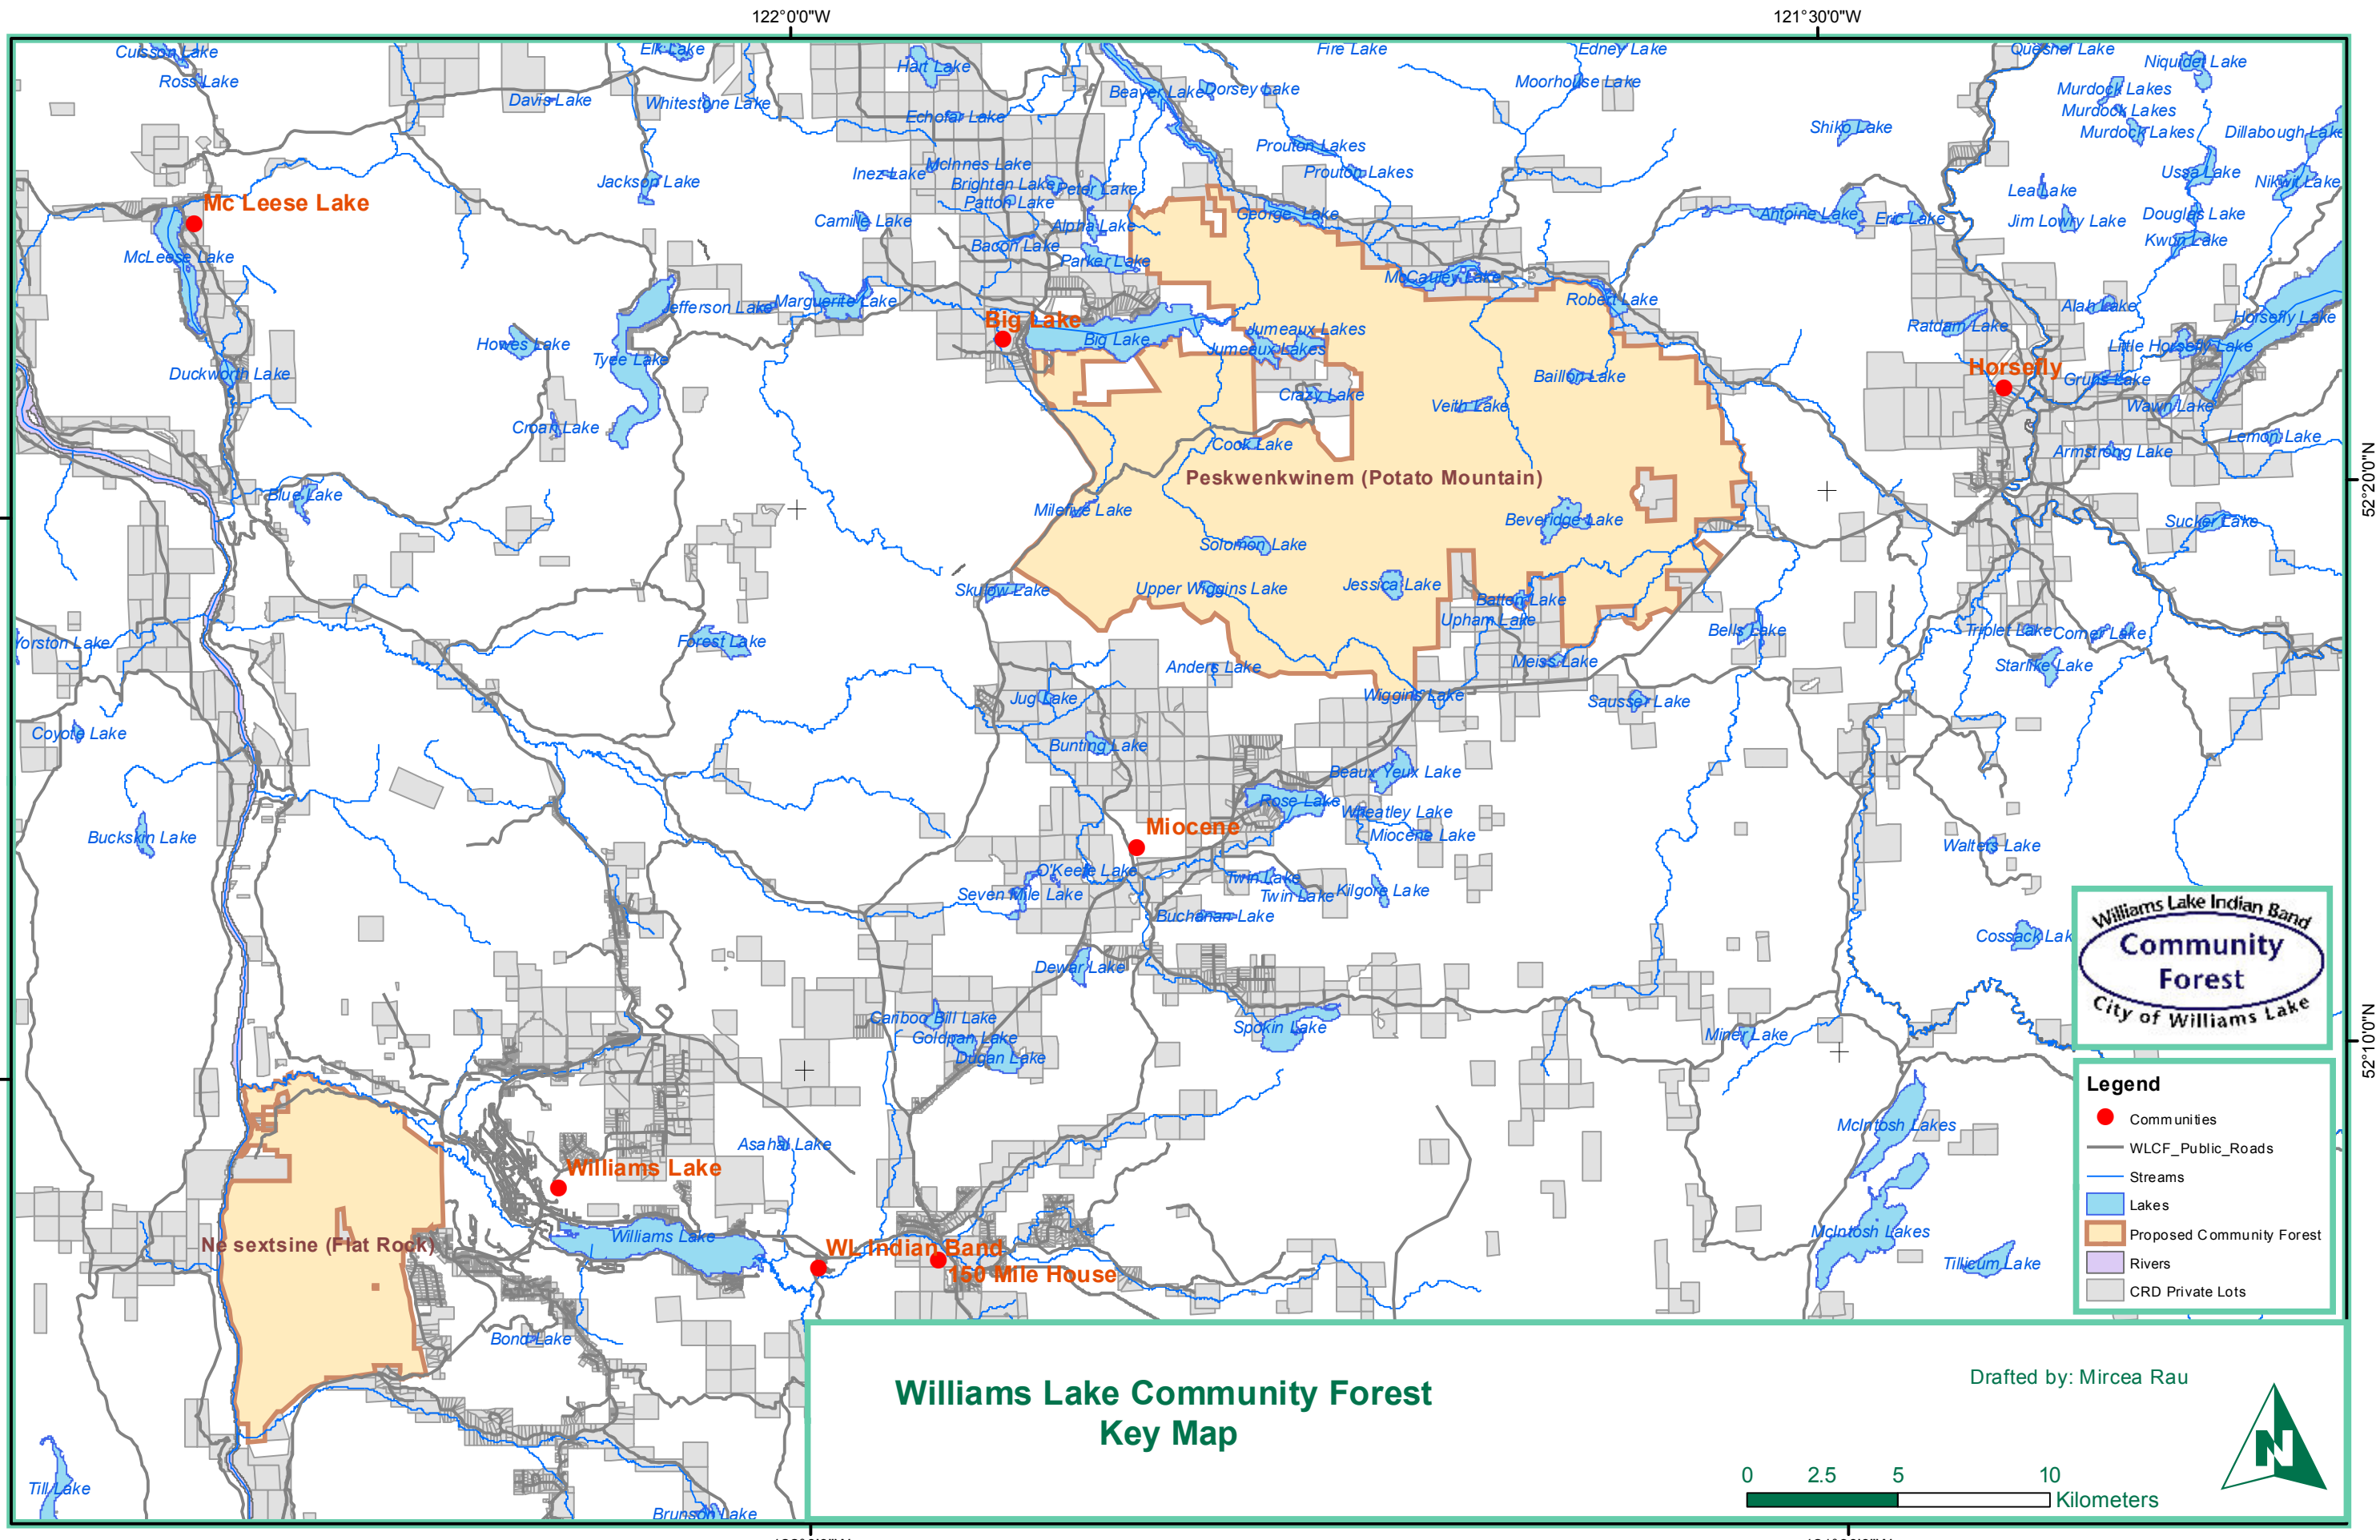 122°0'0"W
121°30'0"W
Cuisson Lake
Elk Lake
Fire Lake
Edney Lake
Quesnel Lake
Ross Lake
Hart Lake
Niquidet Lake
Davis Lake
Whitestone Lake
Beaver Lake
Dorsey Lake
Moorhouse Lake
Murdock Lakes
Murdock Lakes
Echofar Lake
Shiko Lake
Murdock Lakes
Dillabough Lake
Prouton Lakes
McInnes Lake
Inez Lake
Prouton Lakes
Ussa Lake
Jackson Lake
Brighten Lake
Peter Lake
Leat Lake
Nikwit Lake
Patton Lake
Mc Leese Lake
Camille Lake
Alpha Lake
George Lake
Antoine Lake
Eric Lake
Jim Lowry Lake
Douglas Lake
Bacon Lake
Kwun Lake
McLeese Lake
Parker Lake
McCauley Lake
Jefferson Lake
Marguerite Lake
Robert Lake
Alah Lake
Big Lake
Jumeaux Lakes
Ratdam Lake
Horsefly Lake
Howes Lake
Big Lake
Jumeaux Lakes
Little Horsefly Lake
Tyee Lake
Horsefly
Duckworth Lake
Baillon Lake
Gruhs Lake
Crazy Lake
Veith Lake
Wawn Lake
Croan Lake
Cook Lake
Lemon Lake
Armstrong Lake
Peskwenkwinem (Potato Mountain)
52°20'0"N
Blue Lake
Milefive Lake
Beveridge Lake
Sucker Lake
Solomon Lake
Skulow Lake
Upper Wiggins Lake
Jessica Lake
Batten Lake
Upham Lake
Yorston Lake
Forest Lake
Bells Lake
Triplet Lake
Corner Lake
Anders Lake
Meiss Lake
Starlike Lake
Jug Lake
Wiggins Lake
Sausser Lake
Coyote Lake
Bunting Lake
Beaux Yeux Lake
Rose Lake
Wheatley Lake
Miocene
Miocene Lake
Buckskin Lake
Walters Lake
O'Keefe Lake
Seven Mile Lake
Twin Lake
Twin Lake
Kilgore Lake
Buchanan Lake
Cossack Lak
Dewar Lake
Cariboo Bill Lake
Goldpan Lake
Dugan Lake
Spokin Lake
Miner Lake
52°10'0"N
Williams Lake Indian Band
Community
Forest
City of Williams Lake
Asahal Lake
McIntosh Lakes
Williams Lake
Ne sextsine (Flat Rock)
Williams Lake
WL Indian Band
150 Mile House
McIntosh Lakes
Tillicum Lake
Bond Lake
Till Lake
Brunson Lake
Legend
Communities
WLCF_Public_Roads
Streams
Lakes
Proposed Community Forest
Rivers
CRD Private Lots
Williams Lake Community Forest
Key Map
Drafted by: Mircea Rau
0 2.5 5 10
Kilometers
N